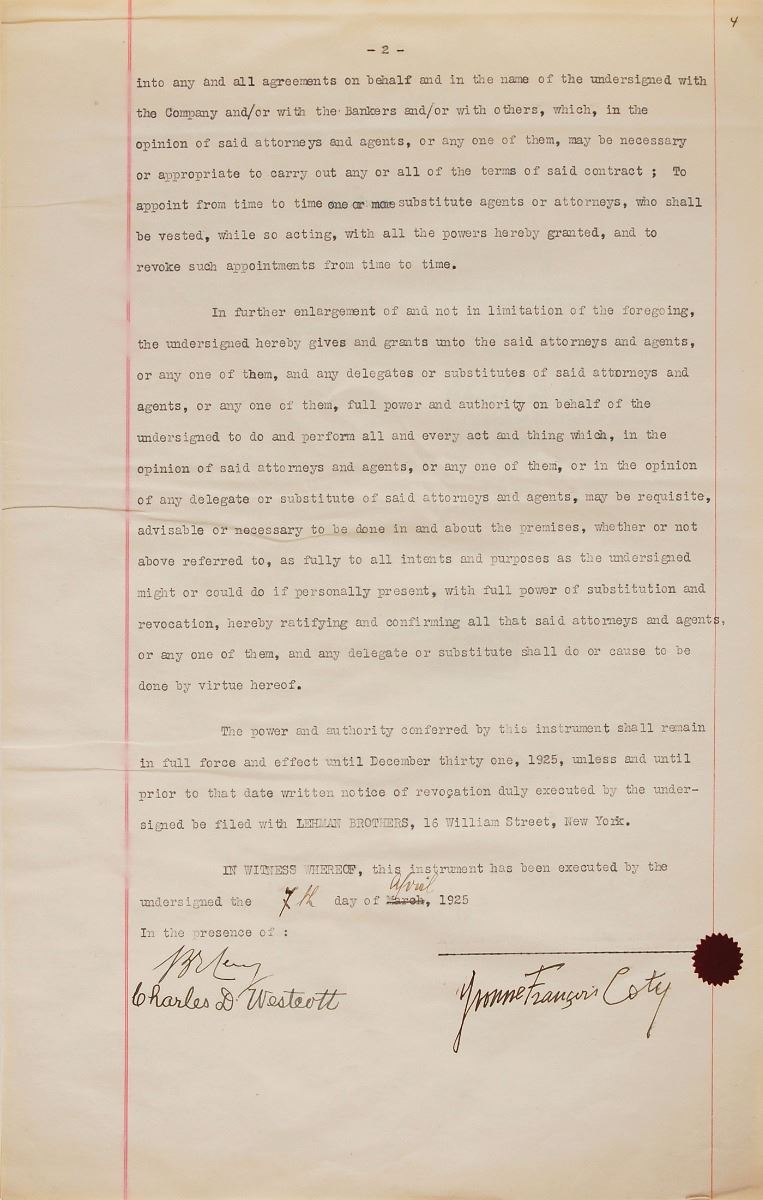 4
- 2 -
into any and all agreements on behalf and in the name of the undersigned with
the Company and/or with the Bankers and/or with others, which, in the
opinion of said attorneys and agents, or any one of them, may be necessary
or appropriate to carry out any or all of the terms of said contract ; To
appoint from time to time one or more substitute agents or attorneys, who shall
be vested, while so acting, with all the powers hereby granted, and to
revoke such appointments from time to time.
In further enlargement of and not in limitation of the foregoing,
the undersigned hereby gives and grants unto the said attorneys and agents,
or any one of them, and any delegates or substitutes of said attorneys and
agents, or any one of them, full power and authority on behalf of the
undersigned to do and perform all and every act and thing which, in the
opinion of said attorneys and agents, or any one of them, or in the opinion
of any delegate or substitute of said attorneys and agents, may be requisite,
advisable or necessary to be done in and about the premises, whether or not
above referred to, as fully to all intents and purposes as the undersigned
might or could do if personally present, with full power of substitution and
revocation, hereby ratifying and confirming all that said attorneys and agents,
or any one of them, and any delegate or substitute shall do or cause to be
done by virtue hereof.
The power and authority conferred by this instrument shall remain
in full force and effect until December thirty one, 1925, unless and until
prior to that date written notice of revocation duly executed by the under-
signed be filed with LEHMAN BROTHERS, 16 William Street, New York.
IN WITNESS WHEREOF, this instrument has been executed by the
April
undersigned the 7th day of March, 1925
In the presence of :
Charles D. Westcott
Yvonne François Coty